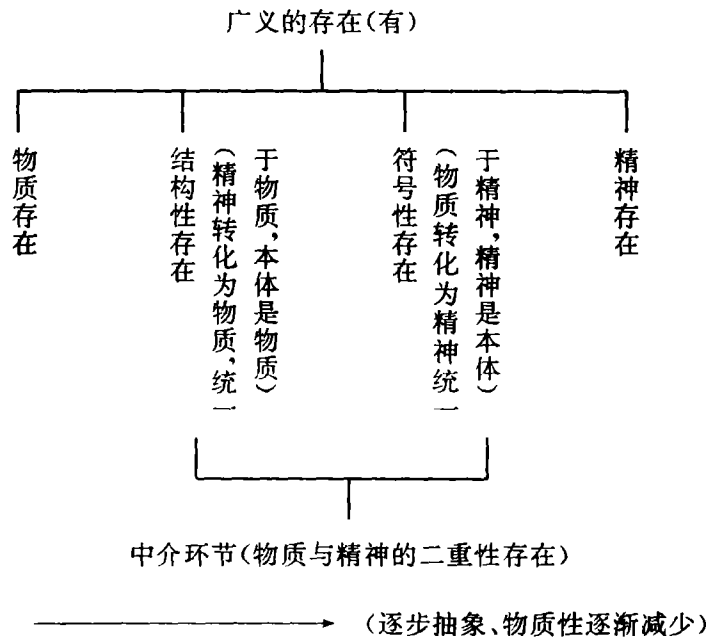 广义的存在(有)
物质存在
结构性存在
(精神转化为物质,统一
于物质,本体是物质)
符号性存在
(物质转化为精神统一
于精神,精神是本体)
精神存在
中介环节(物质与精神的二重性存在)
(逐步抽象、物质性逐渐减少)